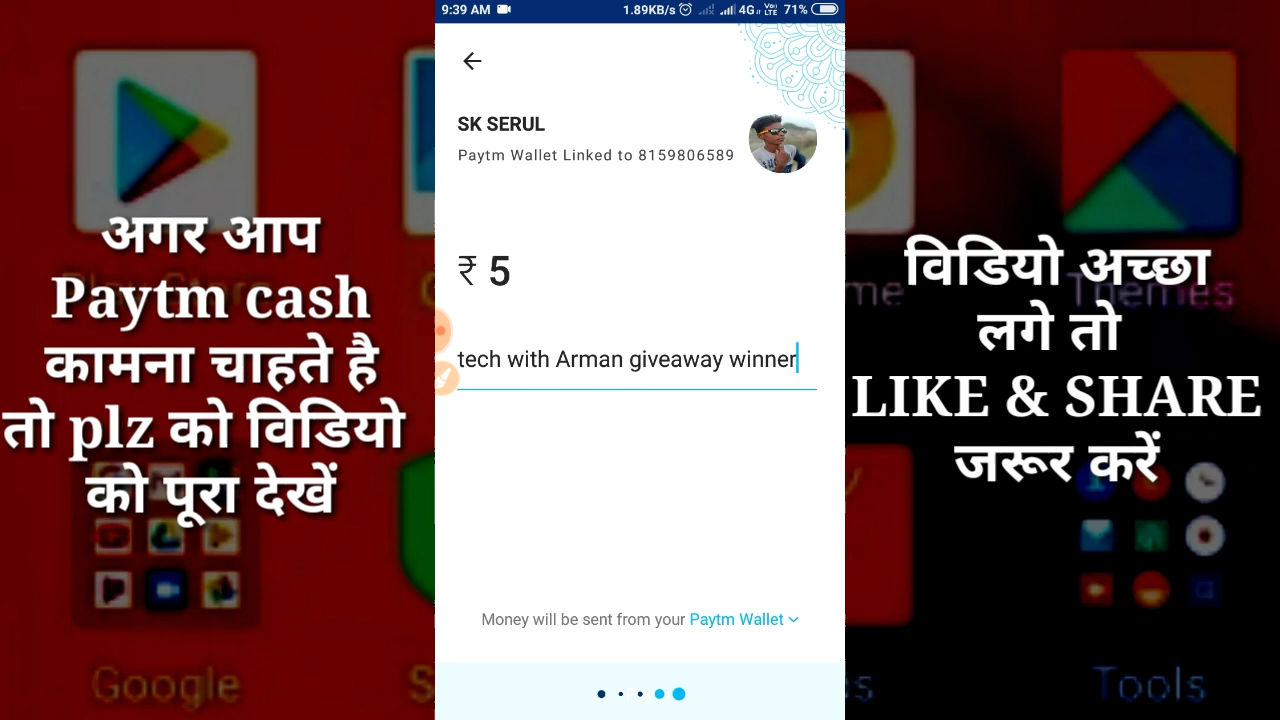 9:39 AM
1.89KB/s 4G VoLTE 71%
SK SERUL
Paytm Wallet Linked to 8159806589
₹ 5
tech with Arman giveaway winner
Money will be sent from your Paytm Wallet
अगर आप
Paytm cash
कामना चाहते है
तो plz को विडियो
को पूरा देखें
Google
विडियो अच्छा
लगे तो
LIKE & SHARE
जरूर करें
Themes
Tools